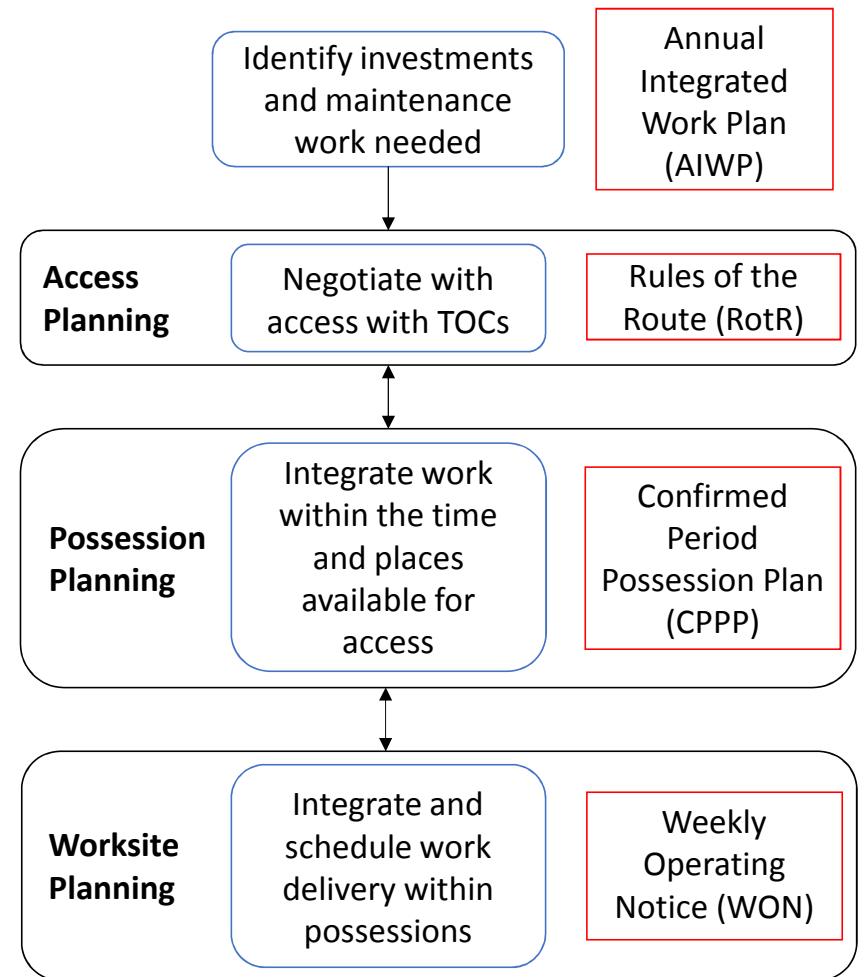 Identify investments
and maintenance
work needed
Annual
Integrated
Work Plan
(AIWP)
Access
Planning
Negotiate with
access with TOCs
Rules of the
Route (RotR)
Possession
Planning
Integrate work
within the time
and places
available for
access
Confirmed
Period
Possession Plan
(CPPP)
Worksite
Planning
Integrate and
schedule work
delivery within
possessions
Weekly
Operating
Notice (WON)